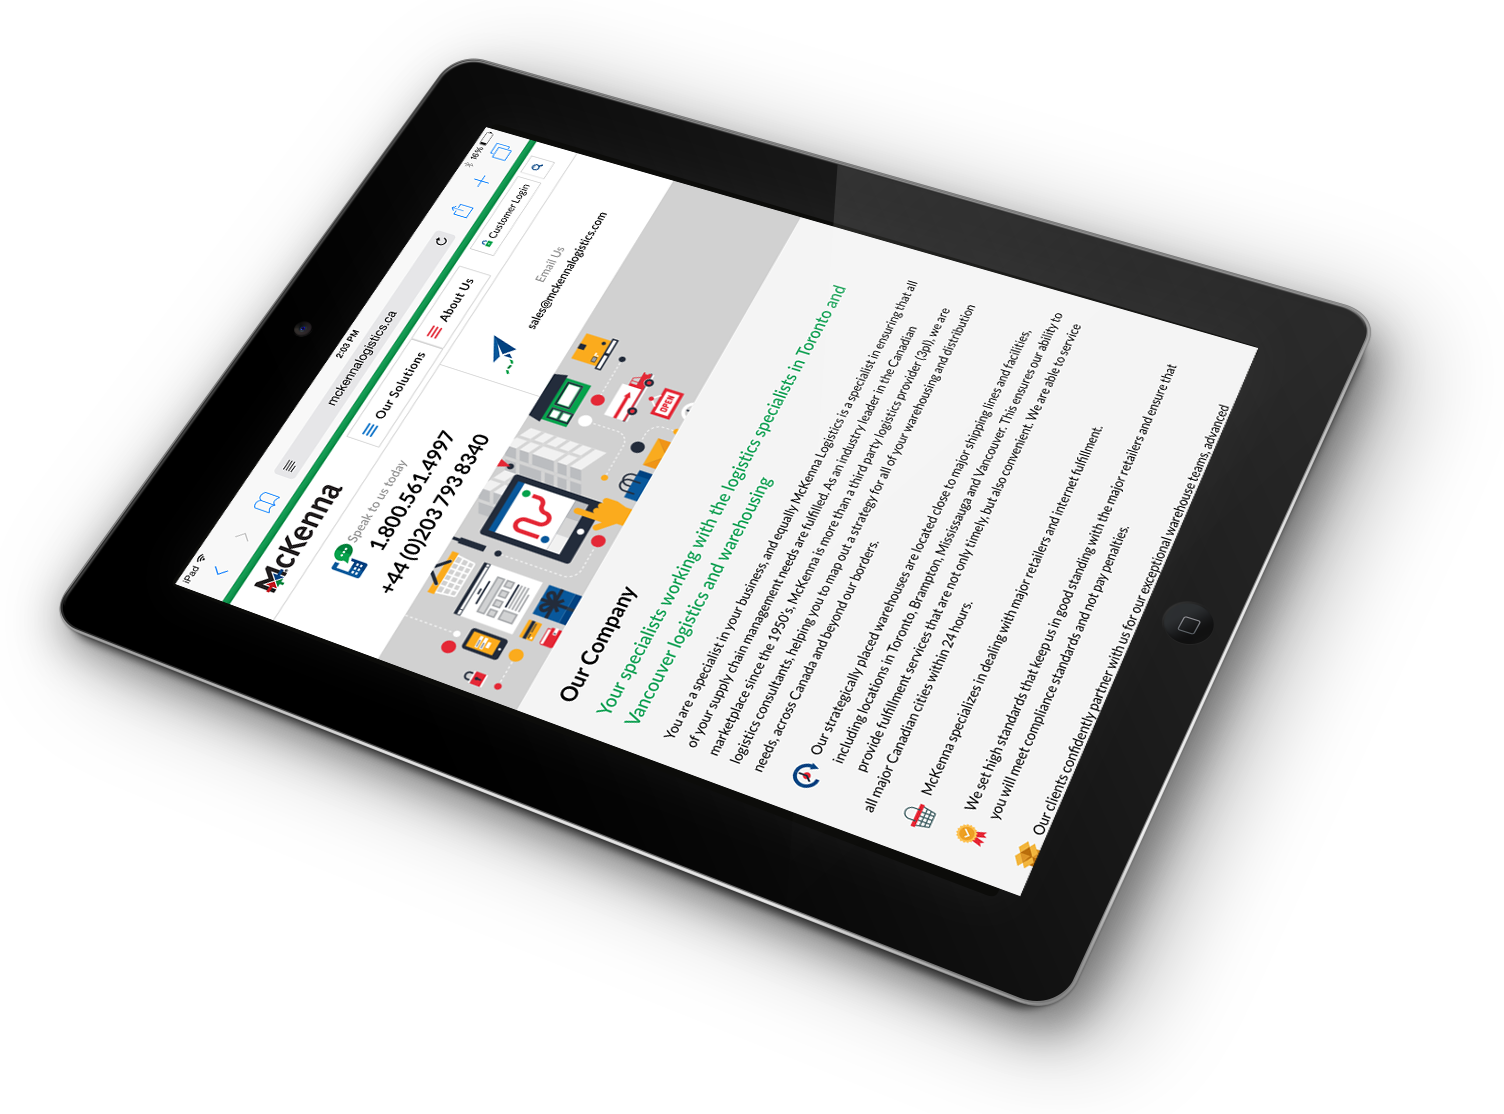 iPad
2:03 PM
16%
mckennalogistics.ca
McKenna
Our Solutions
About Us
Customer Login
Speak to us today
1.800.561.4997
+44 (0)203 793 8340
Email Us
sales@mckennalogistics.com
OPEN
Our Company
Your specialists working with the logistics specialists in Toronto and
Vancouver logistics and warehousing
You are a specialist in your business, and equally McKenna Logistics is a specialist in ensuring that all
of your supply chain management needs are fulfilled. As an industry leader in the Canadian
marketplace since the 1950's, McKenna is more than a third party logistics provider (3pl), we are
logistics consultants, helping you to map out a strategy for all of your warehousing and distribution
needs, across Canada and beyond our borders.
Our strategically placed warehouses are located close to major shipping lines and facilities,
including locations in Toronto, Brampton, Mississauga and Vancouver. This ensures our ability to
provide fulfillment services that are not only timely, but also convenient. We are able to service
all major Canadian cities within 24 hours.
McKenna specializes in dealing with major retailers and internet fulfillment.
We set high standards that keep us in good standing with the major retailers and ensure that
you will meet compliance standards and not pay penalties.
Our clients confidently partner with us for our exceptional warehouse teams, advanced